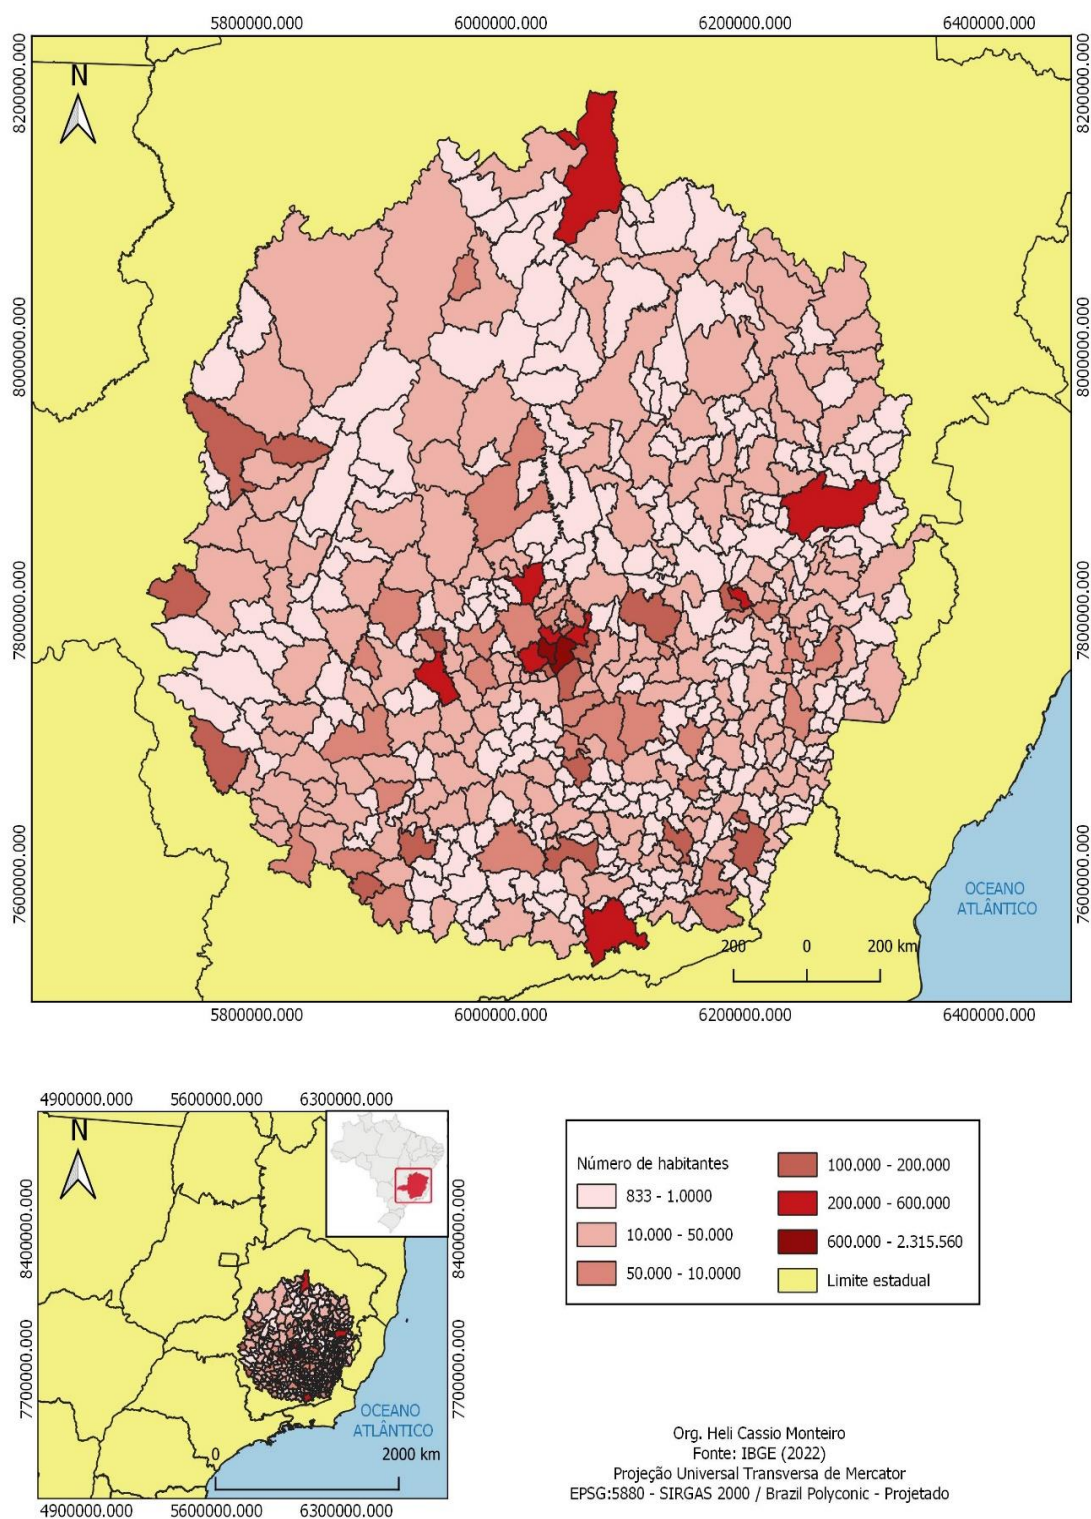 5800000.000 6000000.000 6200000.000 6400000.000
8200000.000
8000000.000
7800000.000
7600000.000
N
8200000.000
8000000.000
7800000.000
7600000.000
OCEANO
ATLÂNTICO
200 0 200 km
5800000.000 6000000.000 6200000.000 6400000.000
4900000.000 5600000.000 6300000.000
N
8400000.000
7700000.000
8400000.000
7700000.000
OCEANO
ATLÂNTICO
0 2000 km
4900000.000 5600000.000 6300000.000
Número de habitantes
833 - 1.0000
10.000 - 50.000
50.000 - 10.0000
100.000 - 200.000
200.000 - 600.000
600.000 - 2.315.560
Limite estadual
Org. Heli Cassio Monteiro
Fonte: IBGE (2022)
Projeção Universal Transversa de Mercator
EPSG:5880 - SIRGAS 2000 / Brazil Polyconic - Projetado